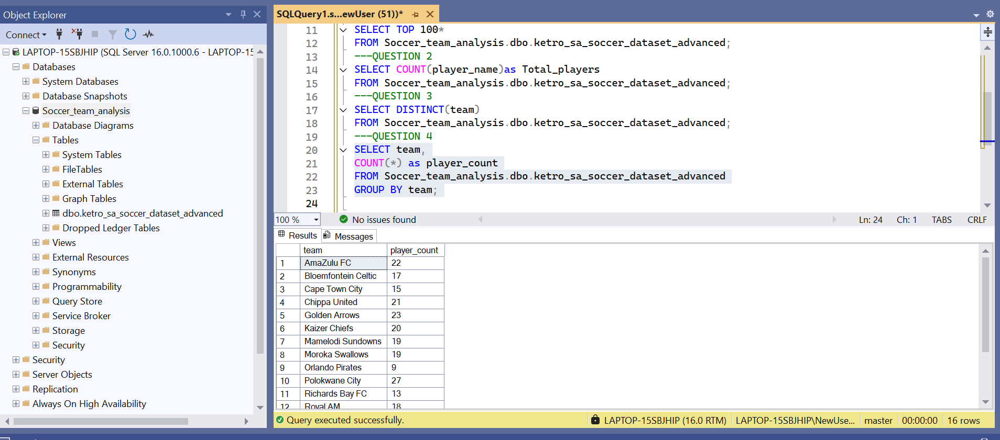 Object Explorer
Connect
LAPTOP-15SBJHIP (SQL Server 16.0.1000.6 - LAPTOP-15
Databases
System Databases
Database Snapshots
Soccer_team_analysis
Database Diagrams
Tables
System Tables
FileTables
External Tables
Graph Tables
dbo.ketro_sa_soccer_dataset_advanced
Dropped Ledger Tables
Views
External Resources
Synonyms
Programmability
Query Store
Service Broker
Storage
Security
Security
Server Objects
Replication
Always On High Availability
SQLQuery1.s...ewUser (51))*
11 SELECT TOP 100*
12 FROM Soccer_team_analysis.dbo.ketro_sa_soccer_dataset_advanced;
13 ---QUESTION 2
14 SELECT COUNT(player_name)as Total_players
15 FROM Soccer_team_analysis.dbo.ketro_sa_soccer_dataset_advanced;
16 ---QUESTION 3
17 SELECT DISTINCT(team)
18 FROM Soccer_team_analysis.dbo.ketro_sa_soccer_dataset_advanced;
19 ---QUESTION 4
20 SELECT team,
21 COUNT(*) as player_count
22 FROM Soccer_team_analysis.dbo.ketro_sa_soccer_dataset_advanced
23 GROUP BY team;
24
100 % No issues found Ln: 24 Ch: 1 TABS CRLF
Results Messages
team player_count
1 AmaZulu FC 22
2 Bloemfontein Celtic 17
3 Cape Town City 15
4 Chippa United 21
5 Golden Arrows 23
6 Kaizer Chiefs 20
7 Mamelodi Sundowns 19
8 Moroka Swallows 19
9 Orlando Pirates 9
10 Polokwane City 27
11 Richards Bay FC 13
12 Royal AM 18
Query executed successfully. LAPTOP-15SBJHIP (16.0 RTM) LAPTOP-15SBJHIP\NewUse... master 00:00:00 16 rows